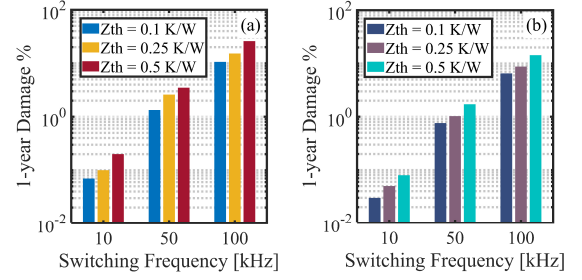 (a)
Zth = 0.1 K/W
Zth = 0.25 K/W
Zth = 0.5 K/W
10^2
10^0
10^-2
1-year Damage %
10 50 100
Switching Frequency [kHz]
(b)
Zth = 0.1 K/W
Zth = 0.25 K/W
Zth = 0.5 K/W
10^2
10^0
10^-2
1-year Damage %
10 50 100
Switching Frequency [kHz]